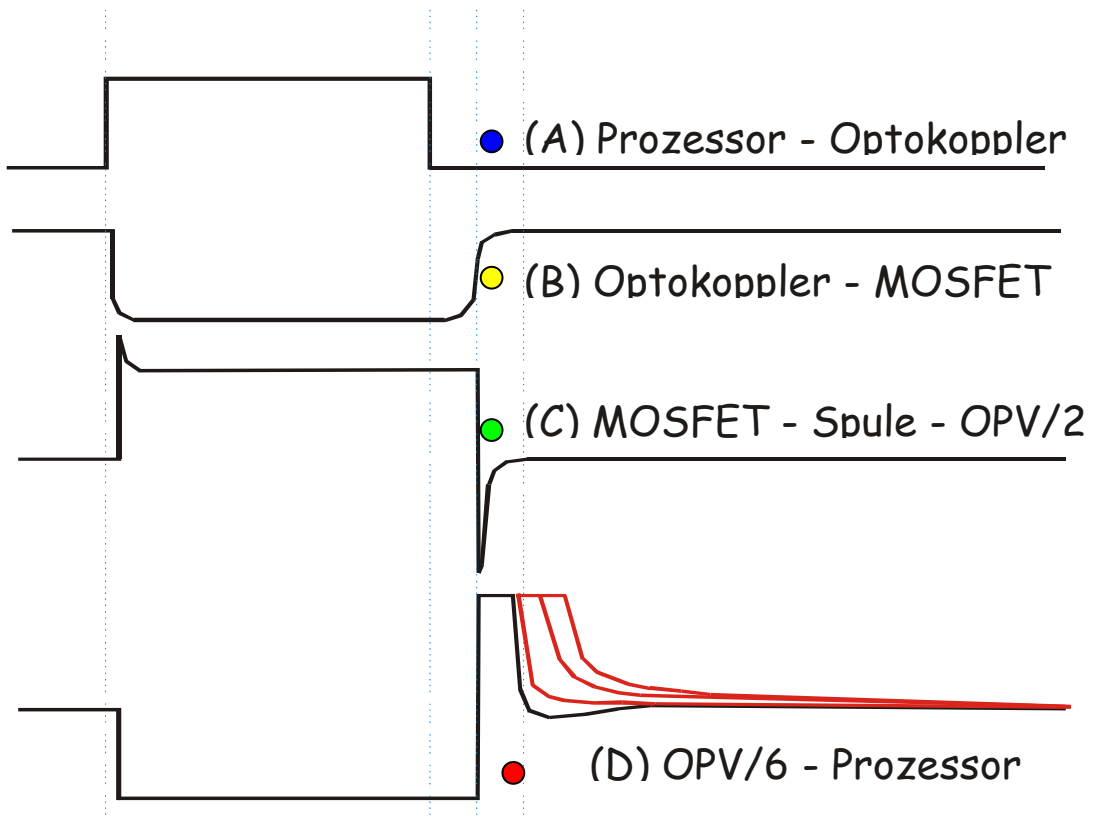 (A) Prozessor - Optokoppler
(B) Optokoppler - MOSFET
(C) MOSFET - Spule - OPV/2
(D) OPV/6 - Prozessor